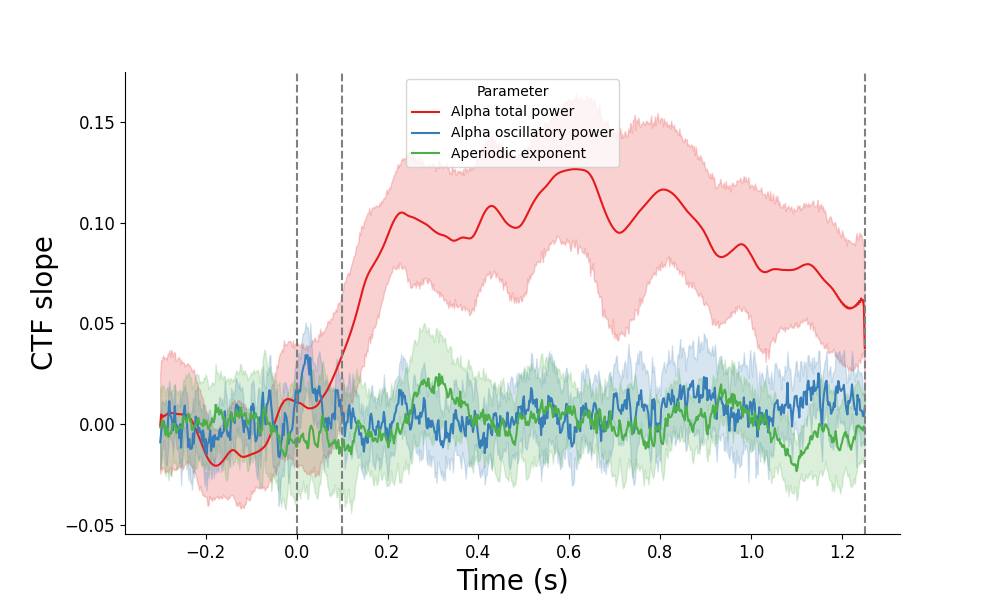 Parameter
Alpha total power
Alpha oscillatory power
Aperiodic exponent
CTF slope
0.15
0.10
0.05
0.00
−0.05
−0.2
0.0
0.2
0.4
0.6
0.8
1.0
1.2
Time (s)